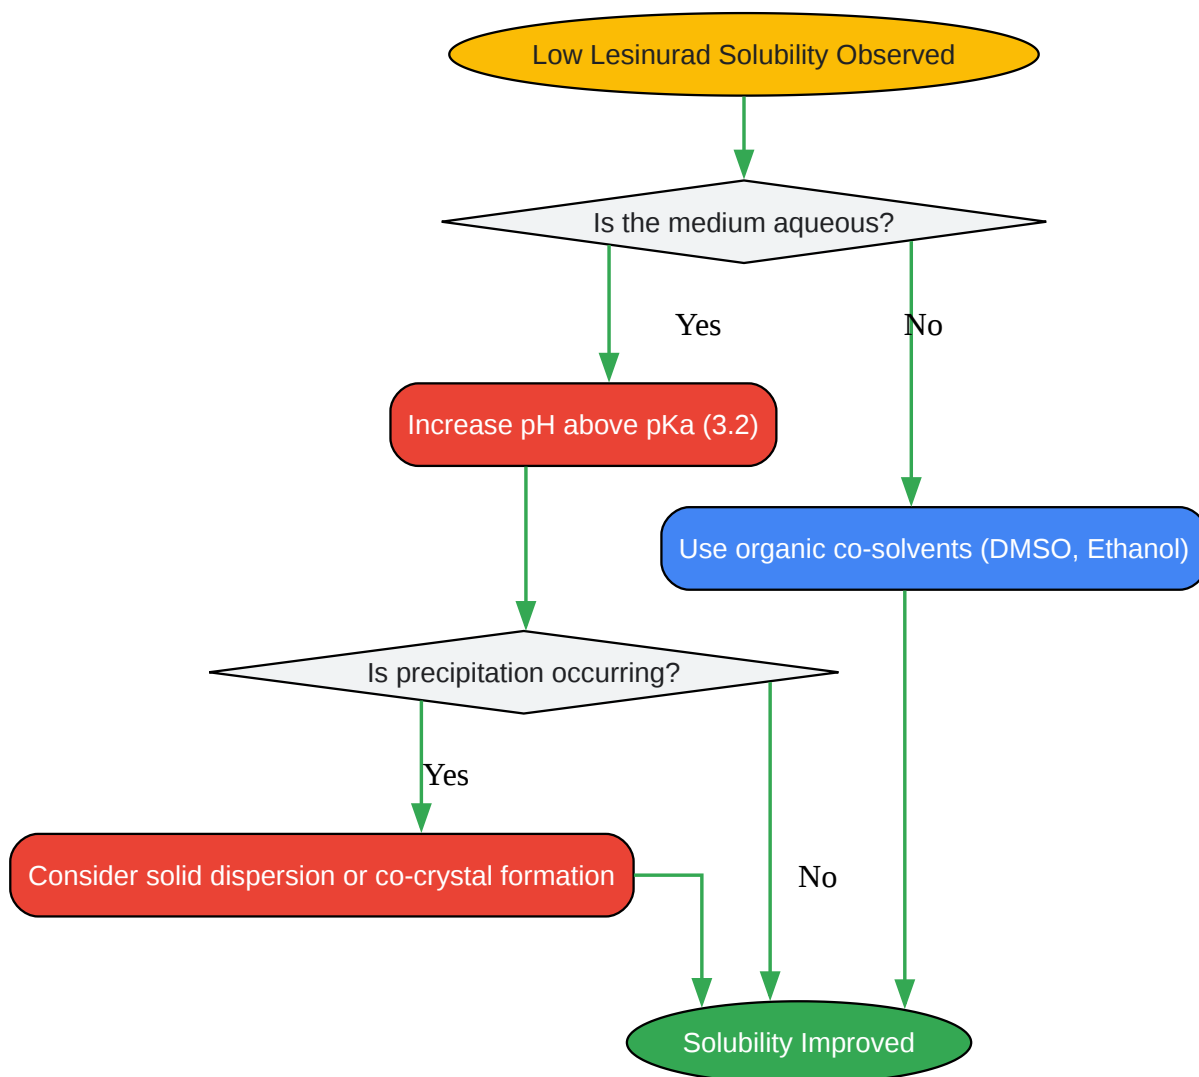 Low Lesinurad Solubility Observed
Is the medium aqueous?
Yes
No
Increase pH above pKa (3.2)
Use organic co-solvents (DMSO, Ethanol)
Is precipitation occurring?
Yes
Consider solid dispersion or co-crystal formation
No
Solubility Improved